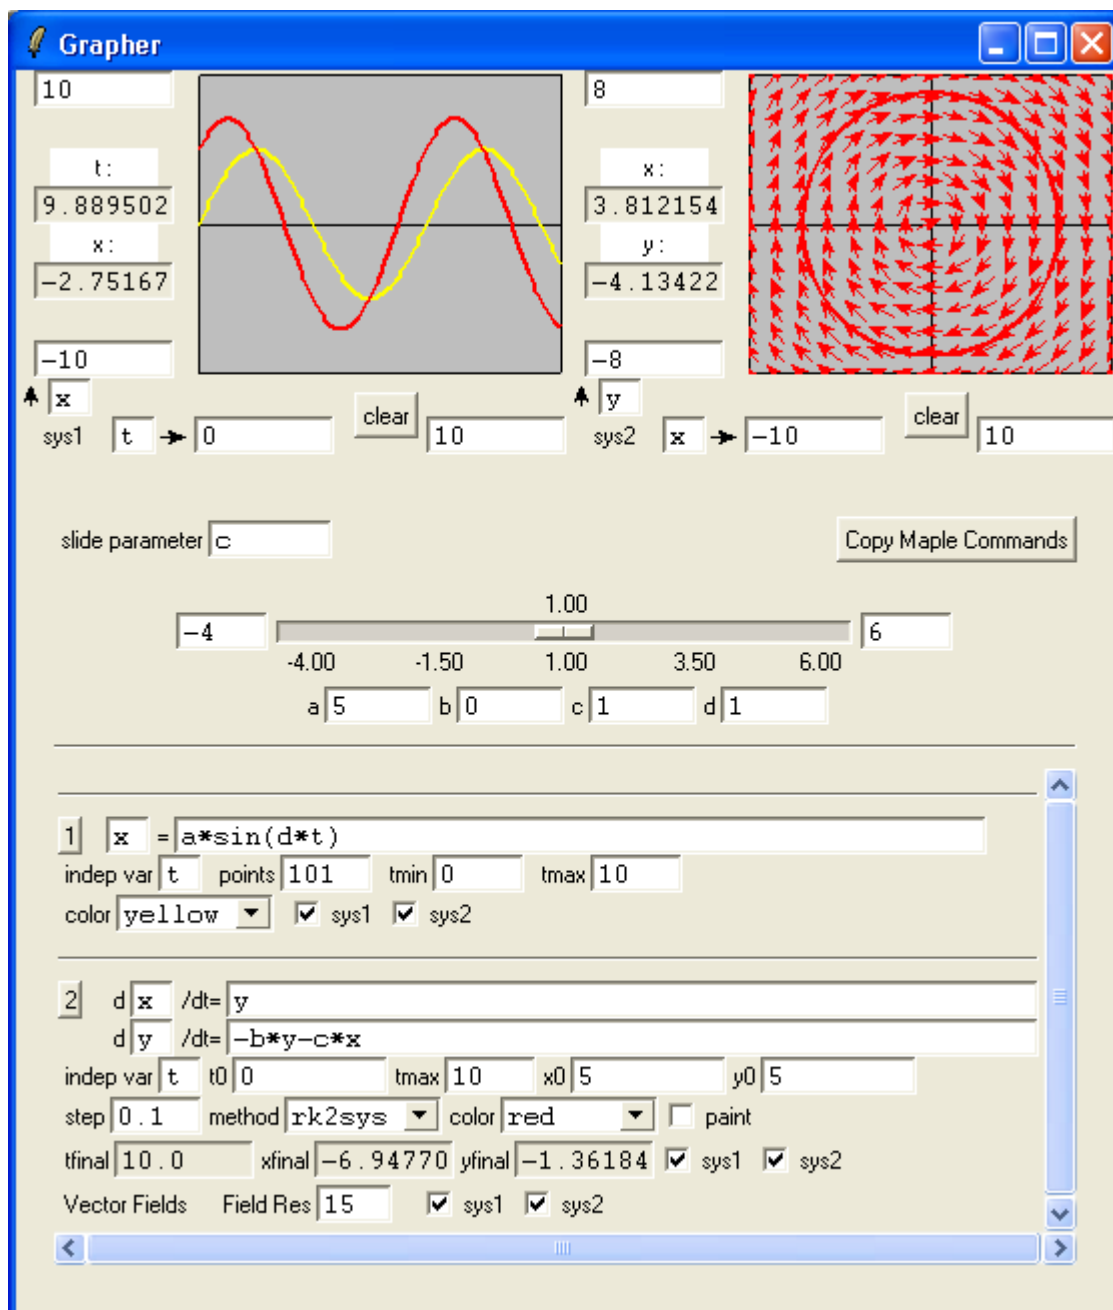 Grapher
10 8
t: x:
9.889502 3.812154
x: y:
-2.75167 -4.13422
-10 -8
x y
sys1 t 0 clear 10 sys2 x -10 clear 10
slide parameter c Copy Maple Commands
1.00
-4 6
-4.00 -1.50 1.00 3.50 6.00
a 5 b 0 c 1 d 1
1 x = a*sin(d*t)
indep var t points 101 tmin 0 tmax 10
color yellow sys1 sys2
2 d x /dt= y
d y /dt= -b*y-c*x
indep var t t0 0 tmax 10 x0 5 y0 5
step 0.1 method rk2sys color red paint
tfinal 10.0 xfinal -6.94770 yfinal -1.36184 sys1 sys2
Vector Fields Field Res 15 sys1 sys2